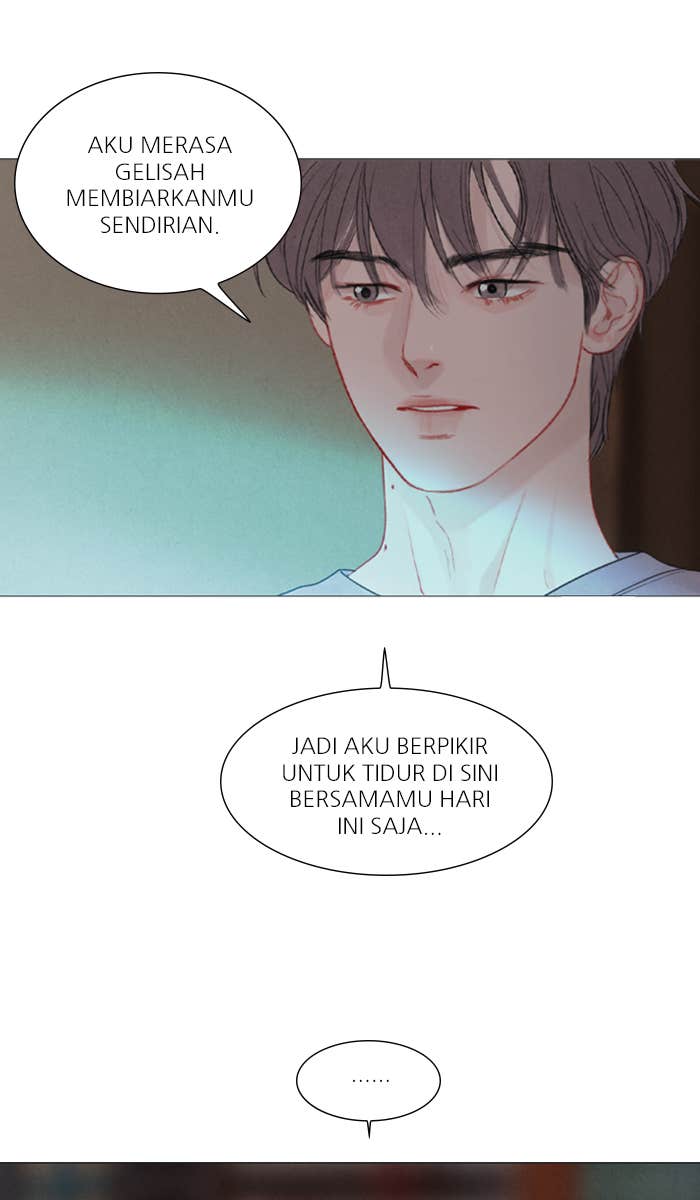 AKU MERASA
GELISAH
MEMBIARKANMU
SENDIRIAN.
JADI AKU BERPIKIR
UNTUK TIDUR DI SINI
BERSAMAMU HARI
INI SAJA...
......